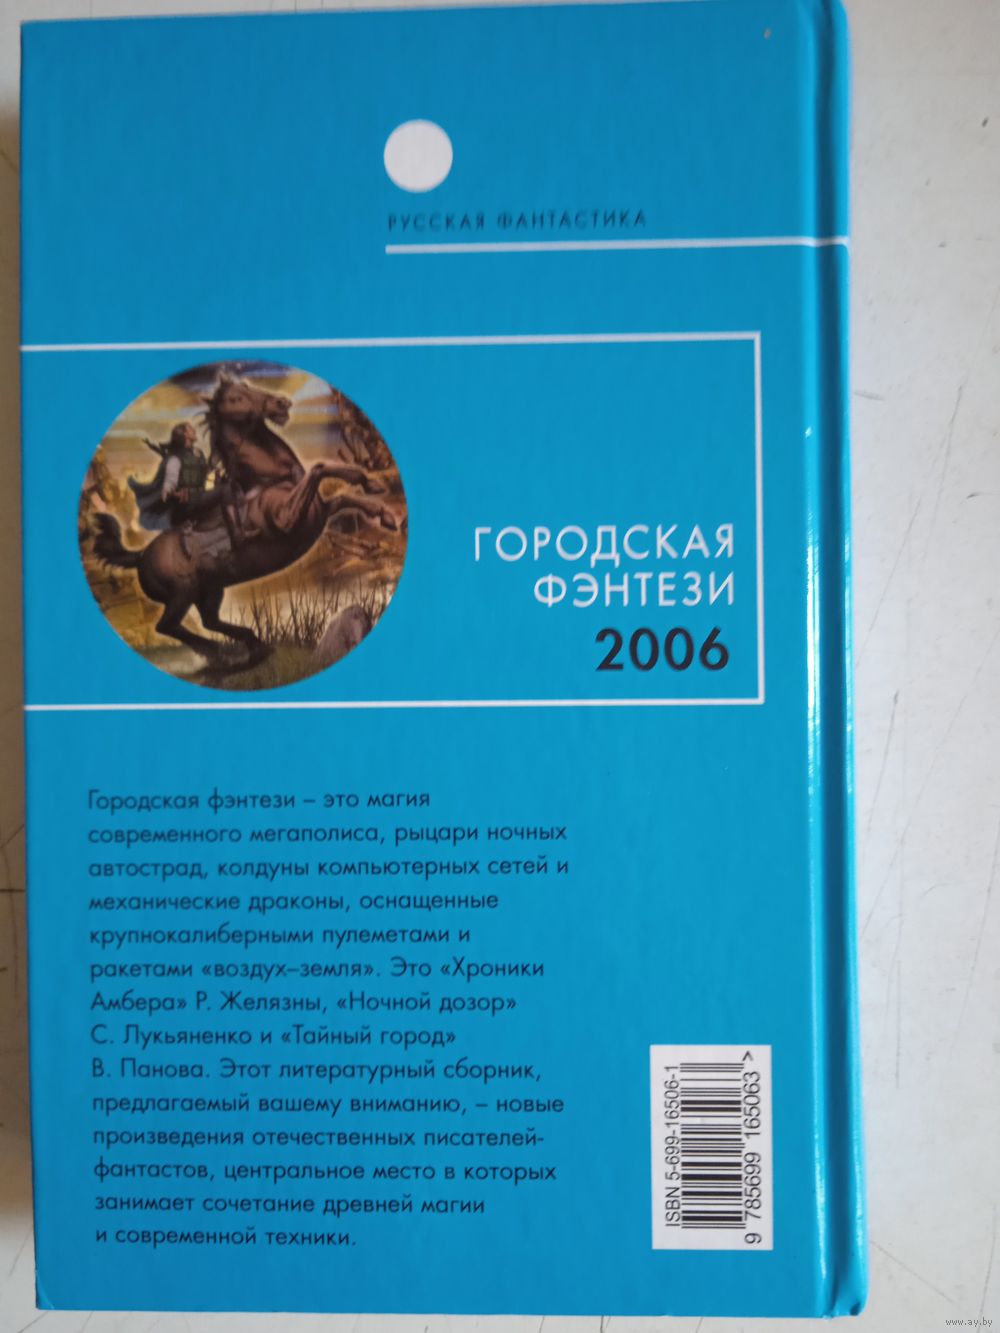 РУССКАЯ ФАНТАСТИКА
ГОРОДСКАЯ
ФЭНТЕЗИ
2006
Городская фэнтези – это магия
современного мегаполиса, рыцари ночных
автострад, колдуны компьютерных сетей и
механические драконы, оснащенные
крупнокалиберными пулеметами и
ракетами «воздух–земля». Это «Хроники
Амбера» Р. Желязны, «Ночной дозор»
С. Лукьяненко и «Тайный город»
В. Панова. Этот литературный сборник,
предлагаемый вашему вниманию, – новые
произведения отечественных писателей-
фантастов, центральное место в которых
занимает сочетание древней магии
и современной техники.
ISBN 5-699-16506-1
9 785699 165063 >
www.ay.by